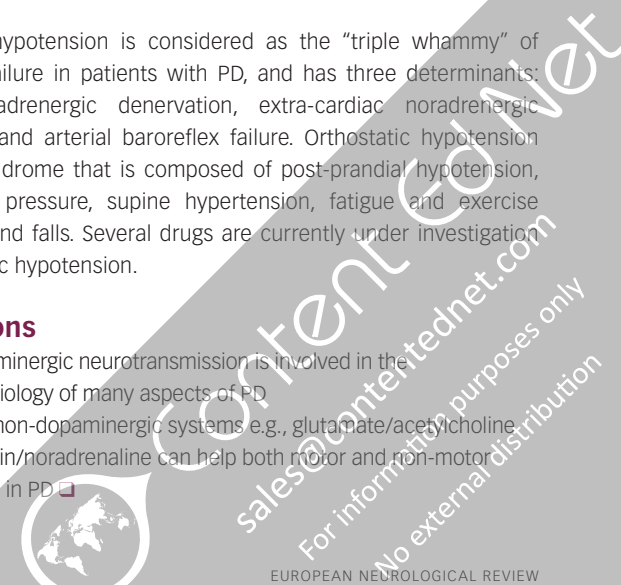 hypotension is considered as the “triple whammy” of
ailure in patients with PD, and has three determinants:
adrenergic denervation, extra-cardiac noradrenergic
and arterial baroreflex failure. Orthostatic hypotension
drome that is composed of post-prandial hypotension,
pressure, supine hypertension, fatigue and exercise
nd falls. Several drugs are currently under investigation
c hypotension.
ons
minergic neurotransmission is involved in the
iology of many aspects of PD
non-dopaminergic systems e.g., glutamate/acetylcholine
in/noradrenaline can help both motor and non-motor
in PD ❑
Content Ed Net
sales@contentednet.com
For information purposes only
No external distribution
EUROPEAN NEUROLOGICAL REVIEW